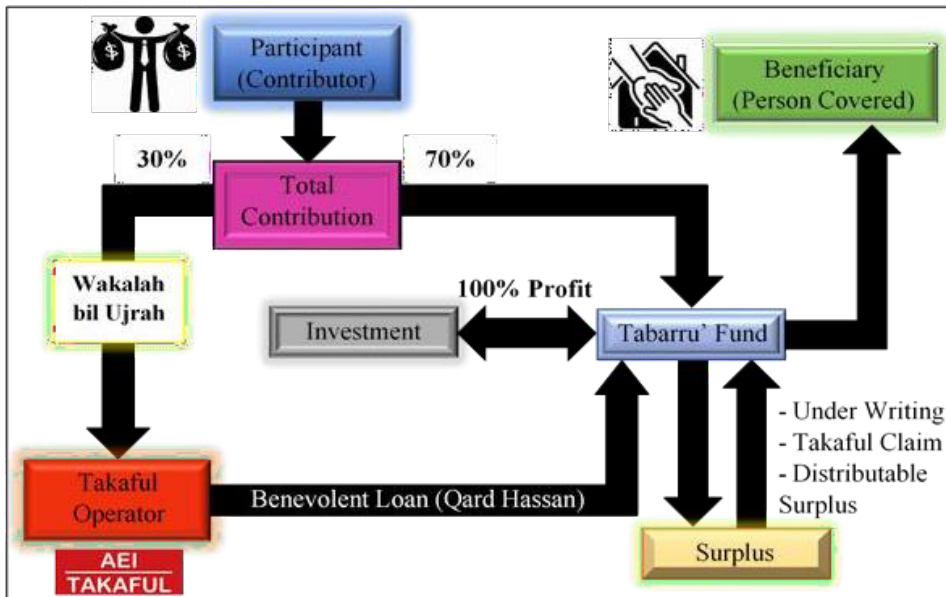 Participant
(Contributor)
Beneficiary
(Person Covered)
30%
70%
Total
Contribution
Wakalah
bil Ujrah
100% Profit
Investment
Tabarru' Fund
- Under Writing
- Takaful Claim
- Distributable
Surplus
Takaful
Operator
Benevolent Loan (Qard Hassan)
Surplus
AEI
TAKAFUL
$
$